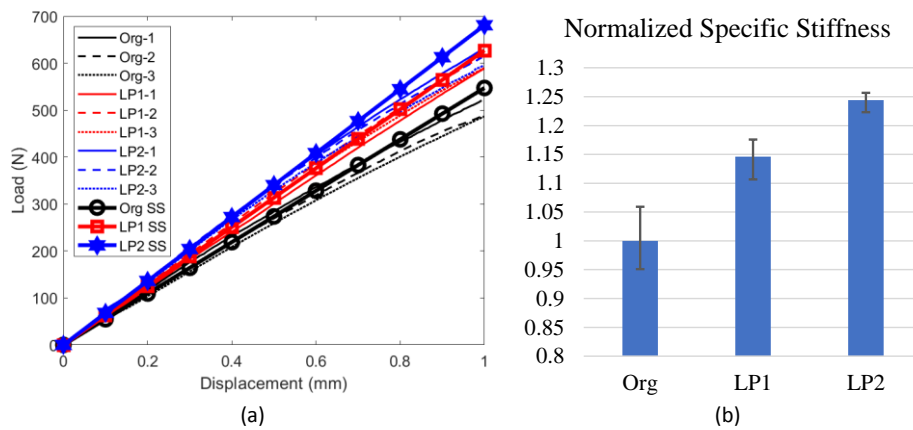 700
600
500
400
300
200
100
0
Load (N)
Org-1
Org-2
Org-3
LP1-1
LP1-2
LP1-3
LP2-1
LP2-2
LP2-3
Org SS
LP1 SS
LP2 SS
0 0.2 0.4 0.6 0.8 1
Displacement (mm)
(a)
Normalized Specific Stiffness
1.3
1.25
1.2
1.15
1.1
1.05
1
0.95
0.9
0.85
0.8
Org LP1 LP2
(b)